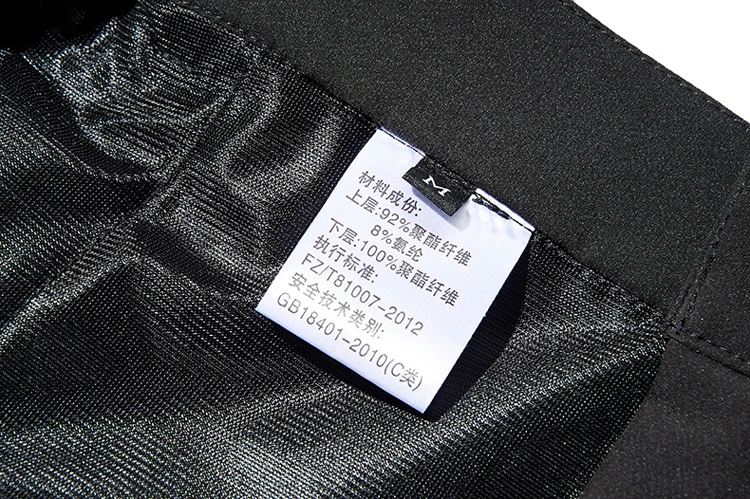 M
材料成份:
上层:92%聚酯纤维
8%氨纶
下层:100%聚酯纤维
执行标准:
FZ/T81007-2012
安全技术类别:
GB18401-2010(C类)